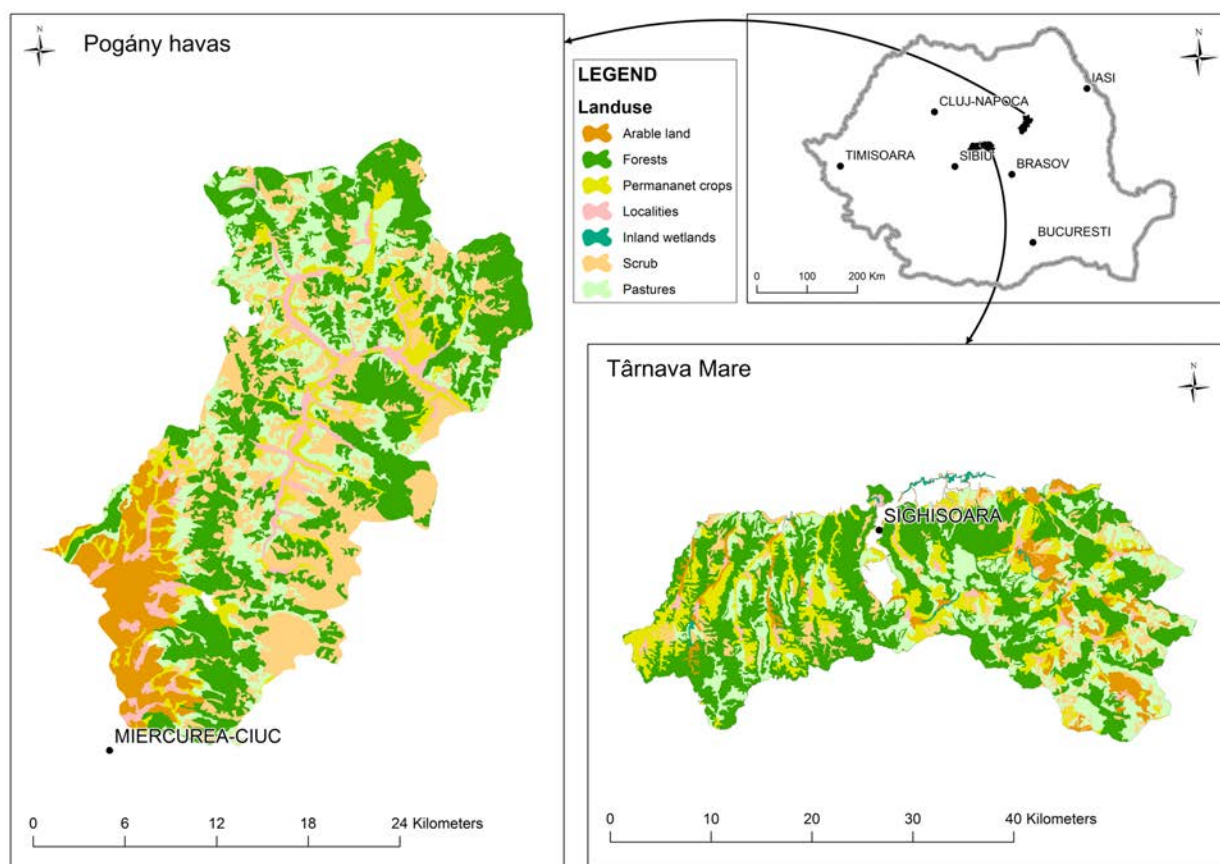 N
Pogány havas
MIERCUREA-CIUC
0 6 12 18 24 Kilometers
LEGEND
Landuse
Arable land
Forests
Permananet crops
Localities
Inland wetlands
Scrub
Pastures
N
IASI
CLUJ-NAPOCA
TIMISOARA
SIBIU
BRASOV
BUCURESTI
0 100 200 Km
Târnava Mare
N
SIGHISOARA
0 10 20 30 40 Kilometers